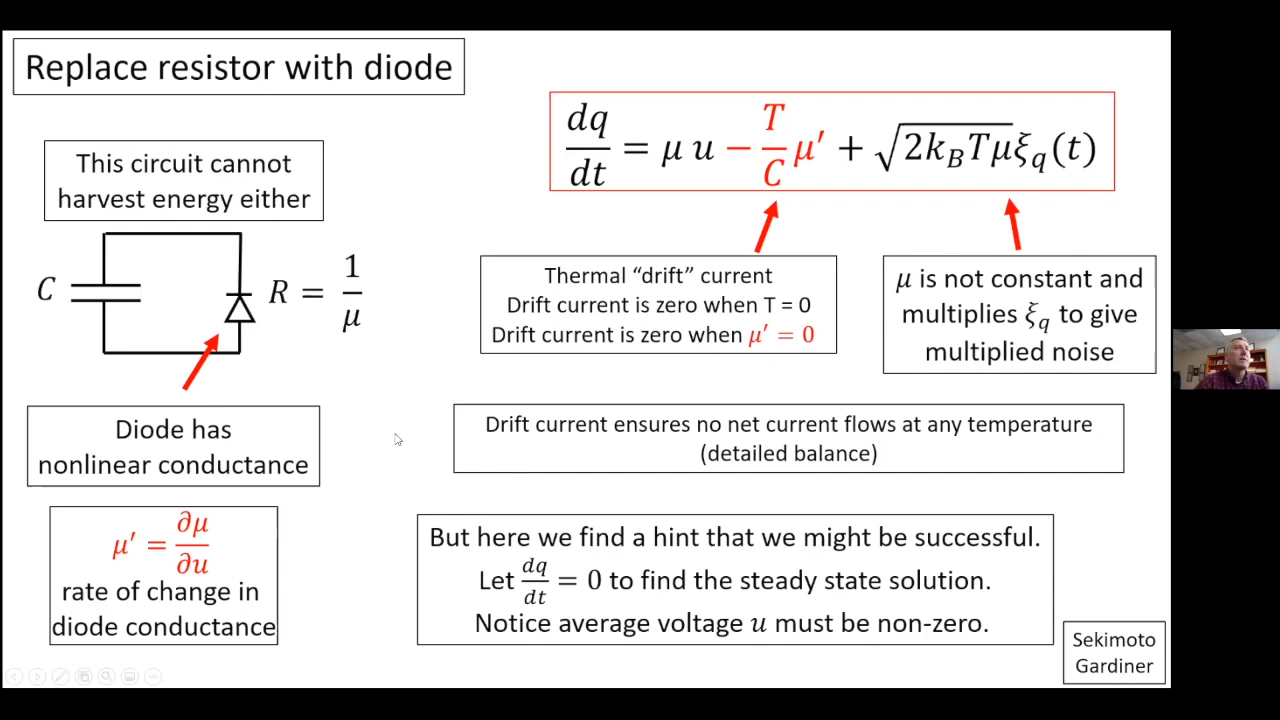 Replace resistor with diode
This circuit cannot
harvest energy either
C
R = 1/μ
Diode has
nonlinear conductance
μ′ = ∂μ/∂u
rate of change in
diode conductance
dq/dt = μ u − T/C μ′ + √(2k_BTμ)ξ_q(t)
Thermal “drift” current
Drift current is zero when T = 0
Drift current is zero when μ′ = 0
μ is not constant and
multiplies ξ_q to give
multiplied noise
Drift current ensures no net current flows at any temperature
(detailed balance)
But here we find a hint that we might be successful.
Let dq/dt = 0 to find the steady state solution.
Notice average voltage u must be non-zero.
Sekimoto
Gardiner